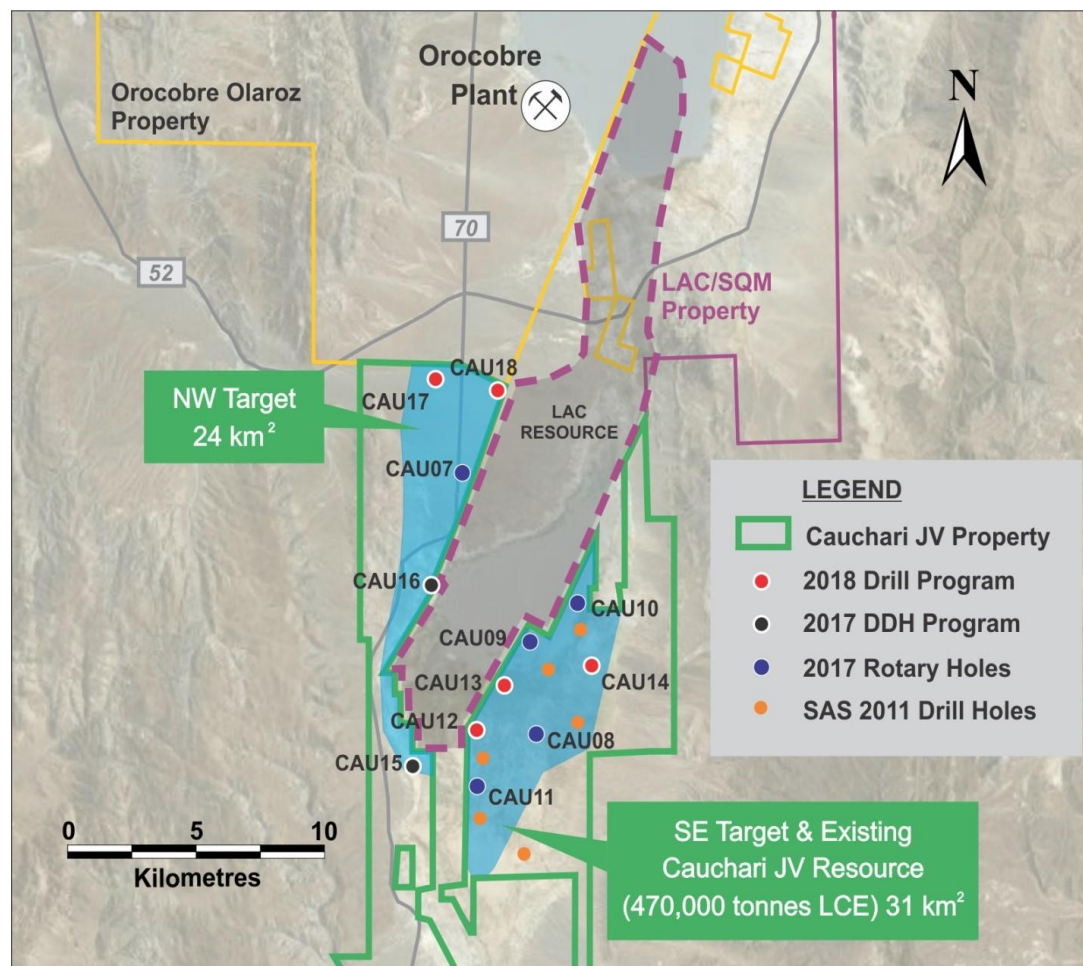 Orocobre
Plant
Orocobre Olaroz
Property
N
70
52
LAC/SQM
Property
CAU18
CAU17
NW Target
24 km²
LAC
RESOURCE
CAU07
LEGEND
Cauchari JV Property
2018 Drill Program
2017 DDH Program
2017 Rotary Holes
SAS 2011 Drill Holes
CAU16
CAU10
CAU09
CAU13
CAU14
CAU12
CAU08
CAU15
CAU11
0 5 10
Kilometres
SE Target & Existing
Cauchari JV Resource
(470,000 tonnes LCE) 31 km²